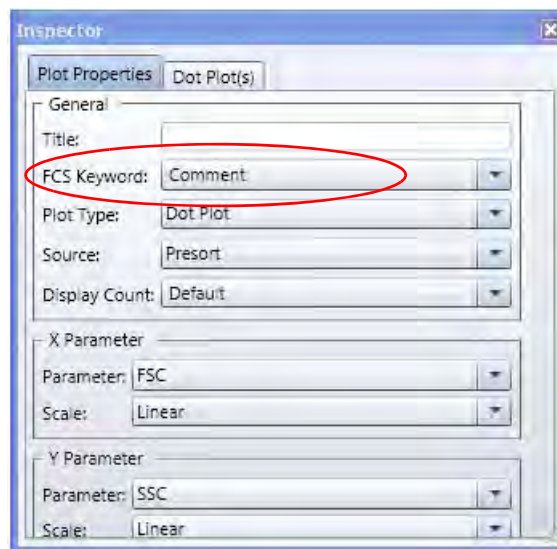 Inspector
Plot Properties Dot Plot(s)
General
Title:
FCS Keyword: Comment
Plot Type: Dot Plot
Source: Presort
Display Count: Default
X Parameter
Parameter: FSC
Scale: Linear
Y Parameter
Parameter: SSC
Scale: Linear